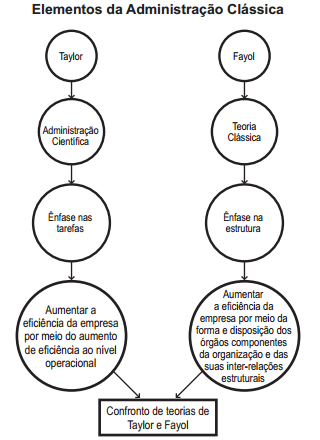 Elementos da Administração Clássica
Taylor
Fayol
Administração
Científica
Teoria
Clássica
Ênfase nas
tarefas
Ênfase na
estrutura
Aumentar a
eficiência da empresa
por meio do aumento
de eficiência ao nível
operacional
Aumentar
a eficiência da
empresa por meio da
forma e disposição dos
órgãos componentes
da organização e das
suas inter-relações
estruturais
Confronto de teorias de
Taylor e Fayol